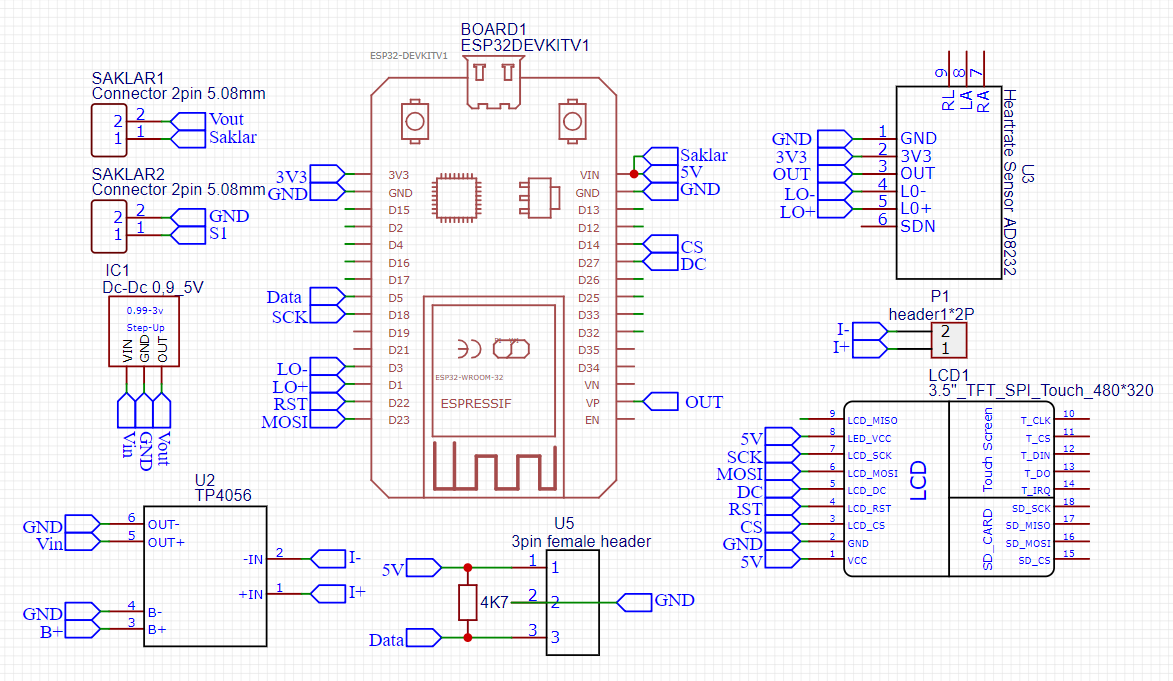 BOARD1
ESP32DEVKITV1
ESP32-DEVKITV1
SAKLAR1
Connector 2pin 5.08mm
2 2 Vout
1 1 Saklar
SAKLAR2
Connector 2pin 5.08mm
2 2 GND
1 1 S1
IC1
Dc-Dc 0,9_5V
0.99-3v
Step-Up
VIN
GND
OUT
Vin
GND
Vout
3V3 3V3
GND GND
D15
D2
D4
D16
D17
Data D5
SCK D18
D19
D21
LO- D3
LO+ D1
RST D22
MOSI D23
VIN Saklar
5V
GND GND
D13
D12
D14 CS
D27 DC
D26
D25
D33
D32
D35
D34
VN
VP OUT
EN
ESP32-WROOM-32
ESPRESSIF
9 8 7
RL
LA
RA
GND 1 GND
3V3 2 3V3
OUT 3 OUT
LO- 4 L0-
LO+ 5 L0+
6 SDN
U3
Heartrate Sensor AD8232
P1
header1*2P
I- 2
I+ 1
LCD1
3.5"_TFT_SPI_Touch_480*320
9 LCD_MISO
5V 8 LED_VCC
SCK 7 LCD_SCK
MOSI 6 LCD_MOSI
DC 5 LCD_DC
RST 4 LCD_RST
CS 3 LCD_CS
GND 2 GND
5V 1 VCC
LCD
Touch Screen
SD_CARD
T_CLK 10
T_CS 11
T_DIN 12
T_DO 13
T_IRQ 14
SD_SCK 18
SD_MISO 17
SD_MOSI 16
SD_CS 15
U2
TP4056
GND 6 OUT-
Vin 5 OUT+
-IN 2 I-
+IN 1 I+
GND 4 B-
B+ 3 B+
U5
3pin female header
5V 1 1
4K7 2 2 GND
Data 3 3